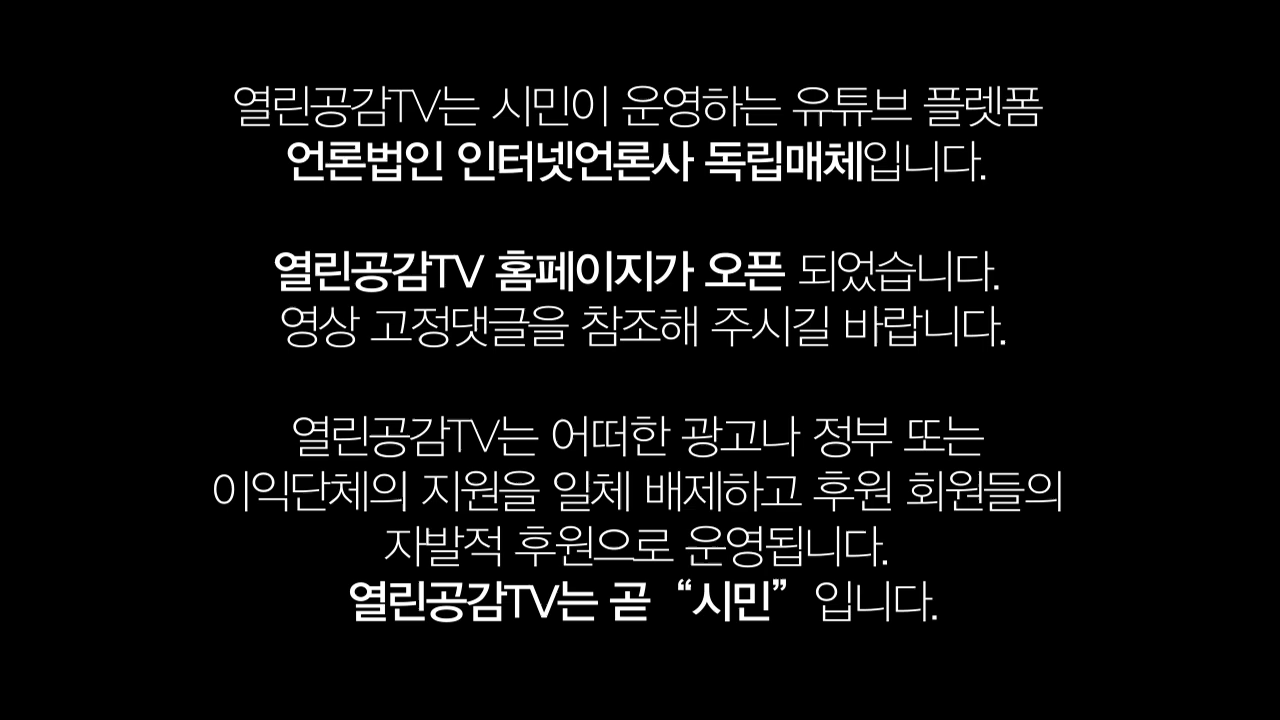 열린공감TV는 시민이 운영하는 유튜브 플렛폼
언론법인 인터넷언론사 독립매체입니다.
열린공감TV 홈페이지가 오픈 되었습니다.
영상 고정댓글을 참조해 주시길 바랍니다.
열린공감TV는 어떠한 광고나 정부 또는
이익단체의 지원을 일체 배제하고 후원 회원들의
자발적 후원으로 운영됩니다.
열린공감TV는 곧 “시민” 입니다.